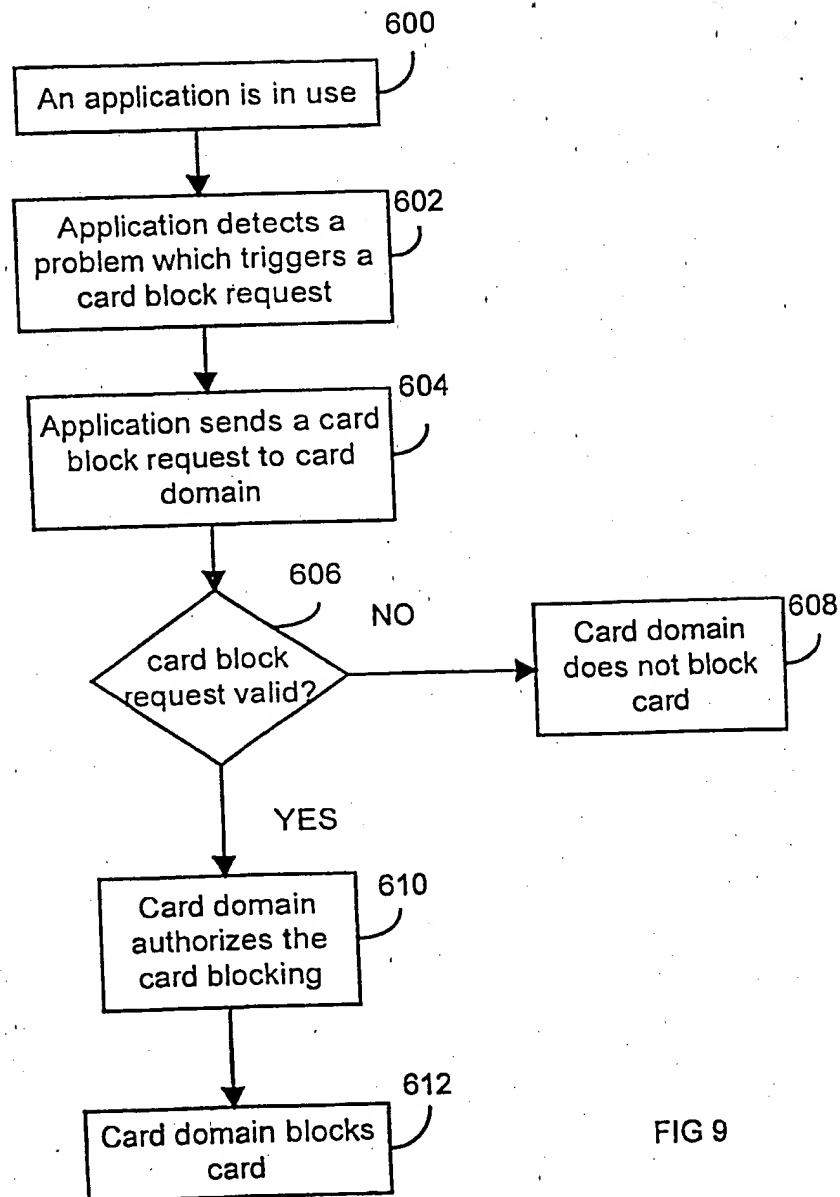 600
An application is in use
602
Application detects a
problem which triggers a
card block request
604
Application sends a card
block request to card
domain
606
NO
card block
request valid?
608
Card domain
does not block
card
YES
610
Card domain
authorizes the
card blocking
612
Card domain blocks
card
FIG 9